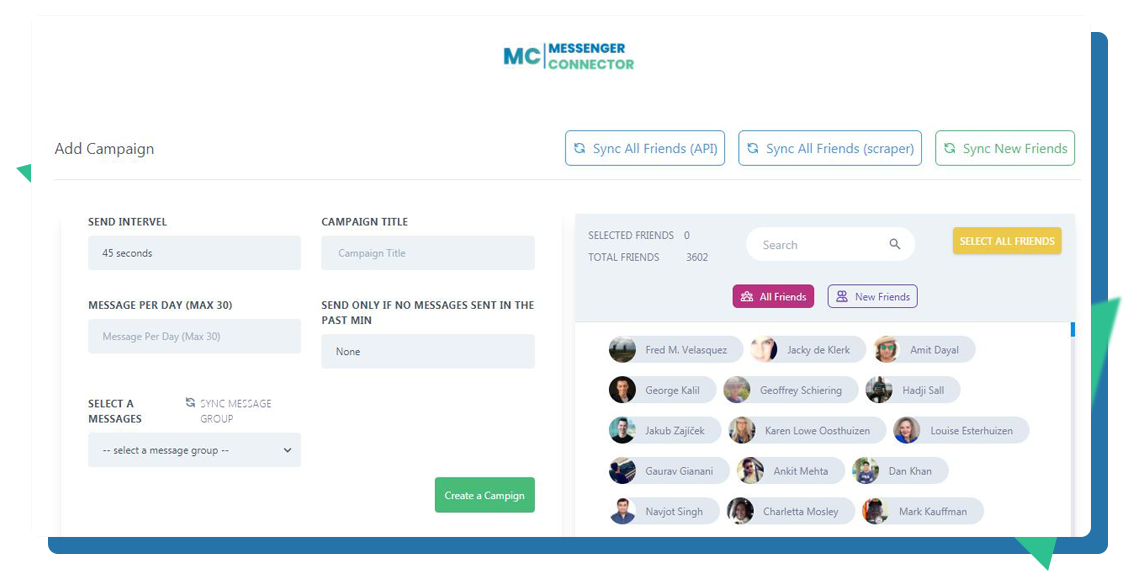 MC MESSENGER
CONNECTOR
Add Campaign
Sync All Friends (API)
Sync All Friends (scraper)
Sync New Friends
SEND INTERVEL
45 seconds
CAMPAIGN TITLE
Campaign Title
MESSAGE PER DAY (MAX 30)
Message Per Day (Max 30)
SEND ONLY IF NO MESSAGES SENT IN THE
PAST MIN
None
SELECT A
MESSAGES
SYNC MESSAGE
GROUP
-- select a message group --
Create a Campign
SELECTED FRIENDS 0
TOTAL FRIENDS 3602
Search
SELECT ALL FRIENDS
All Friends
New Friends
Fred M. Velasquez
Jacky de Klerk
Amit Dayal
George Kalil
Geoffrey Schiering
Hadji Sall
Jakub Zajíček
Karen Lowe Oosthuizen
Louise Esterhuizen
Gaurav Gianani
Ankit Mehta
Dan Khan
Navjot Singh
Charletta Mosley
Mark Kauffman